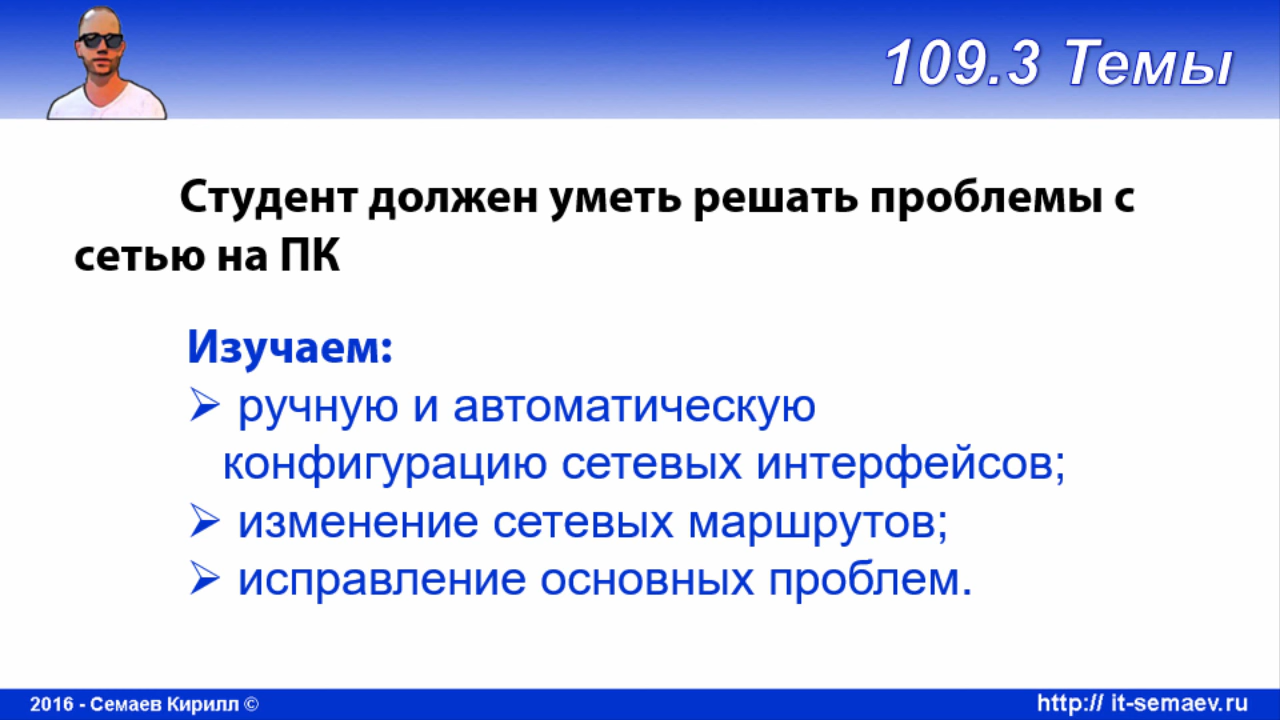 109.3 Темы
Студент должен уметь решать проблемы с
сетью на ПК
Изучаем:
➢ ручную и автоматическую
конфигурацию сетевых интерфейсов;
➢ изменение сетевых маршрутов;
➢ исправление основных проблем.
2016 - Семаев Кирилл ©
http:// it-semaev.ru